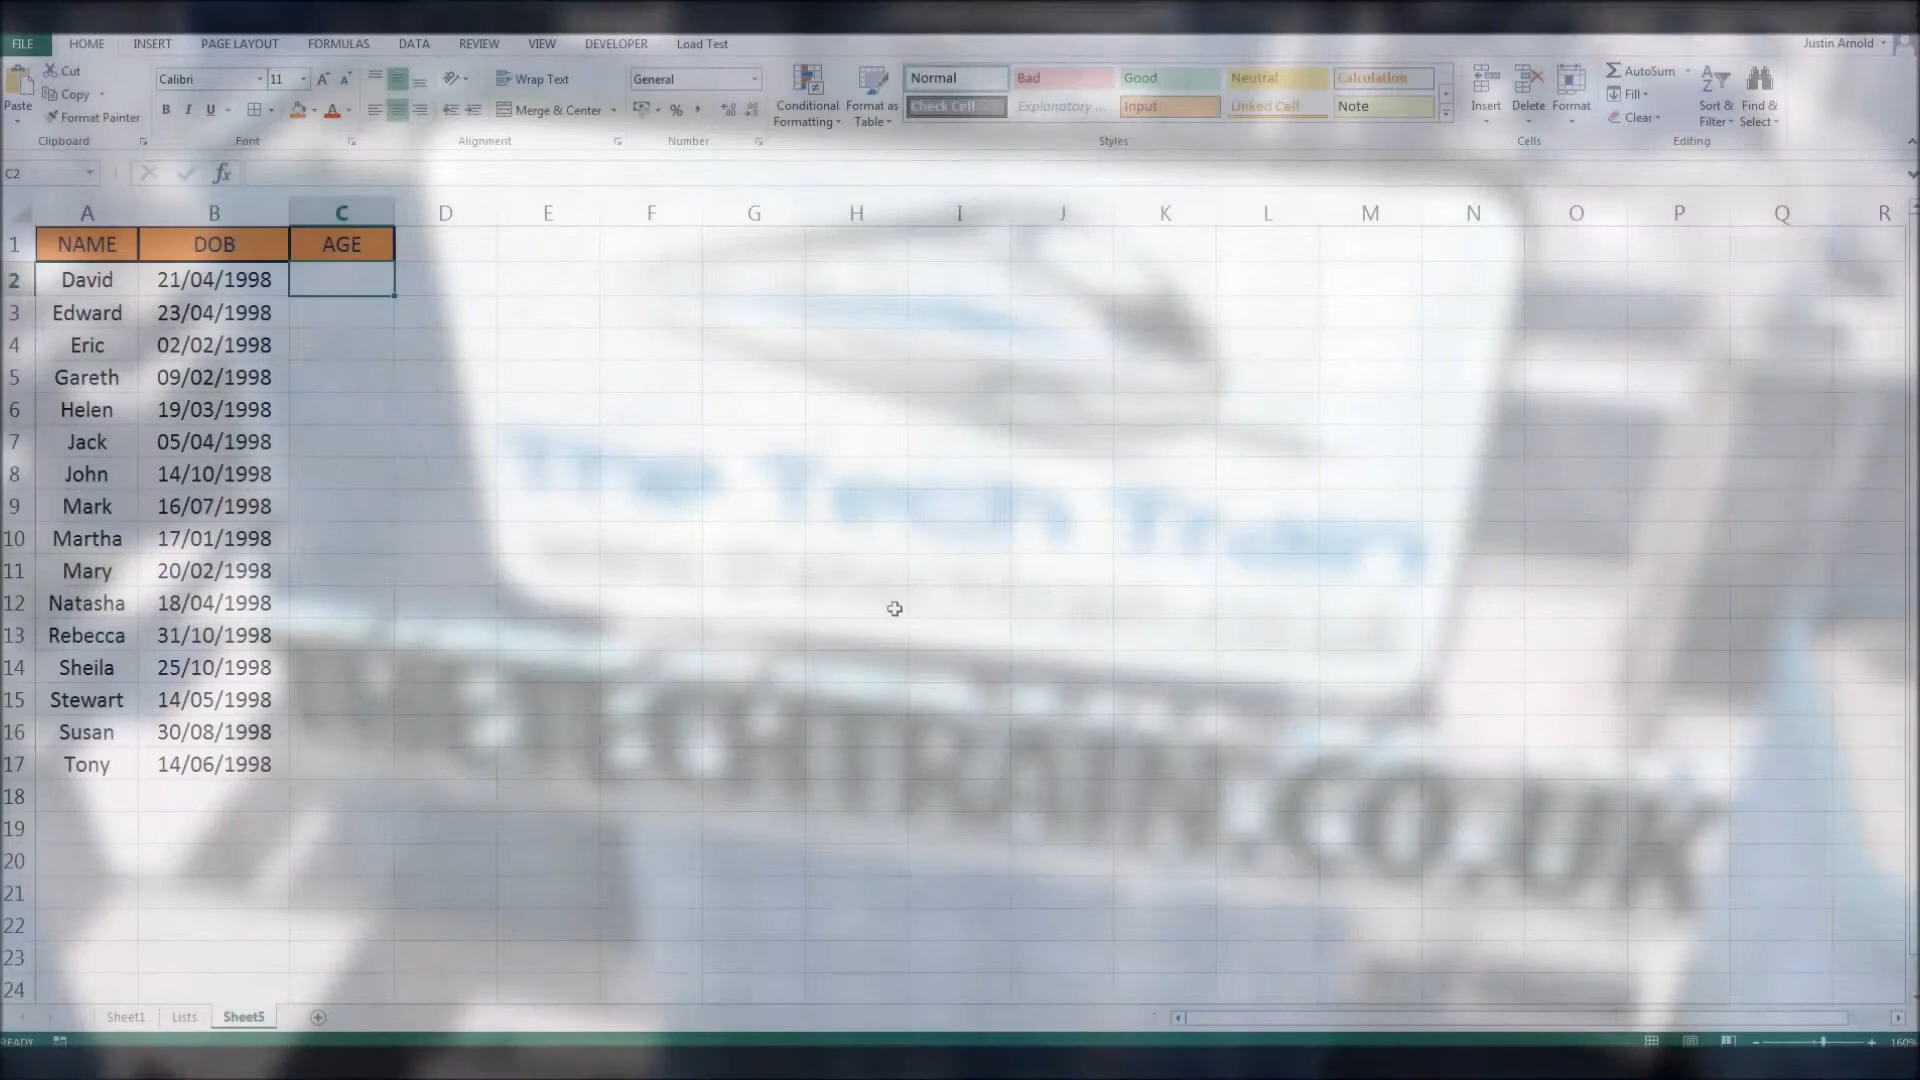 FILE HOME INSERT PAGE LAYOUT FORMULAS DATA REVIEW VIEW DEVELOPER Load Test Justin Arnold
Cut
Copy
Format Painter
Paste
Clipboard
Calibri 11
B I U
Font
Wrap Text
Merge & Center
Alignment
General
%
Number
Conditional Formatting
Format as Table
Normal Bad Good Neutral Calculation
Check Cell Explanatory ... Input Linked Cell Note
Styles
Insert Delete Format
Cells
AutoSum
Fill
Clear
Sort & Filter
Find & Select
Editing
C2 fx
A B C D E F G H I J K L M N O P Q R
1 NAME DOB AGE
2 David 21/04/1998
3 Edward 23/04/1998
4 Eric 02/02/1998
5 Gareth 09/02/1998
6 Helen 19/03/1998
7 Jack 05/04/1998
8 John 14/10/1998
9 Mark 16/07/1998
10 Martha 17/01/1998
11 Mary 20/02/1998
12 Natasha 18/04/1998
13 Rebecca 31/10/1998
14 Sheila 25/10/1998
15 Stewart 14/05/1998
16 Susan 30/08/1998
17 Tony 14/06/1998
18
19
20
21
22
23
24
The Tech Train
Sheet1 Lists Sheet5
READY 160%